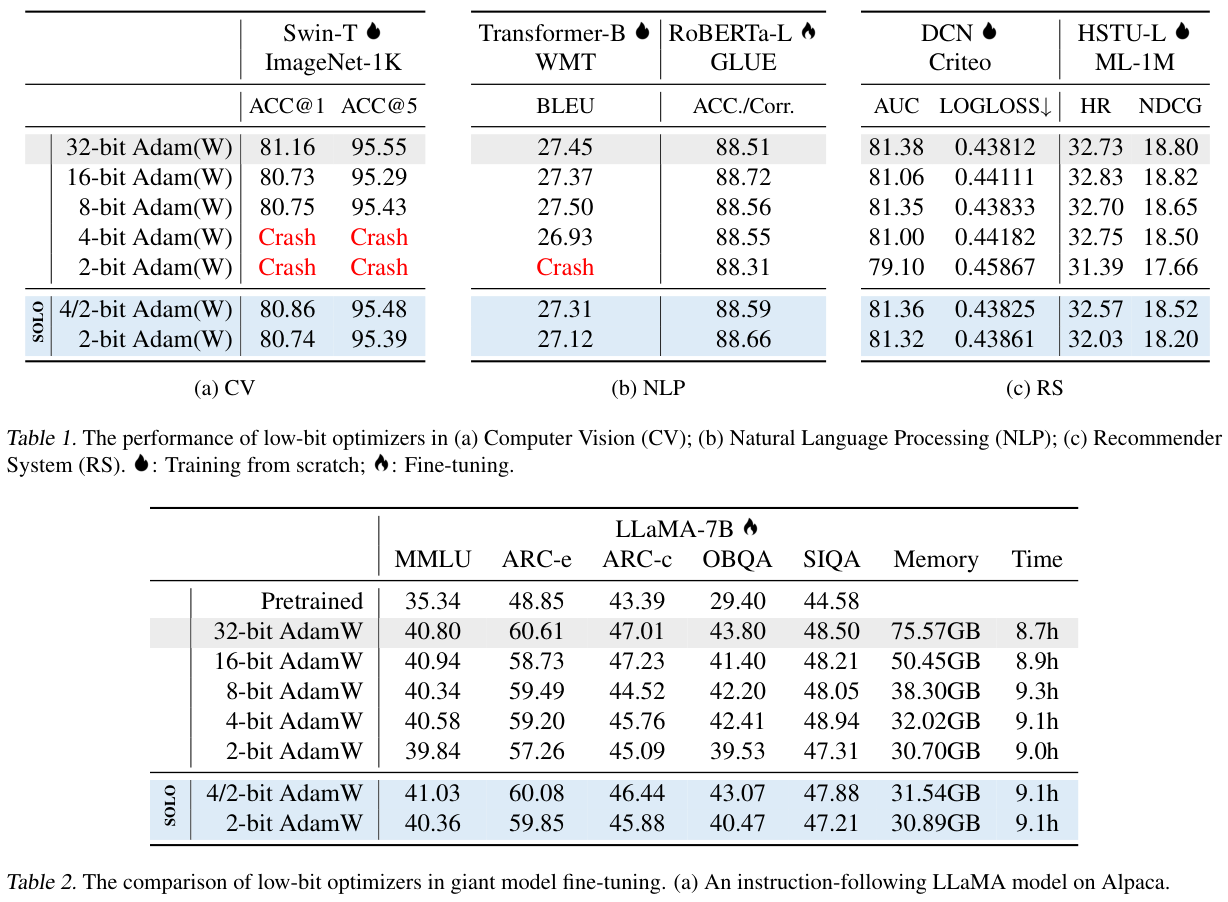 Swin-T Transformer-B RoBERTa-L DCN HSTU-L
ImageNet-1K WMT GLUE Criteo ML-1M
ACC@1 ACC@5 BLEU ACC./Corr. AUC LOGLOSS↓ HR NDCG
32-bit Adam(W) 81.16 95.55 27.45 88.51 81.38 0.43812 32.73 18.80
16-bit Adam(W) 80.73 95.29 27.37 88.72 81.06 0.44111 32.83 18.82
8-bit Adam(W) 80.75 95.43 27.50 88.56 81.35 0.43833 32.70 18.65
4-bit Adam(W) Crash Crash 26.93 88.55 81.00 0.44182 32.75 18.50
2-bit Adam(W) Crash Crash Crash 88.31 79.10 0.45867 31.39 17.66
SOLO
4/2-bit Adam(W) 80.86 95.48 27.31 88.59 81.36 0.43825 32.57 18.52
2-bit Adam(W) 80.74 95.39 27.12 88.66 81.32 0.43861 32.03 18.20
(a) CV (b) NLP (c) RS
Table 1. The performance of low-bit optimizers in (a) Computer Vision (CV); (b) Natural Language Processing (NLP); (c) Recommender
System (RS). : Training from scratch; : Fine-tuning.
LLaMA-7B
MMLU ARC-e ARC-c OBQA SIQA Memory Time
Pretrained 35.34 48.85 43.39 29.40 44.58
32-bit AdamW 40.80 60.61 47.01 43.80 48.50 75.57GB 8.7h
16-bit AdamW 40.94 58.73 47.23 41.40 48.21 50.45GB 8.9h
8-bit AdamW 40.34 59.49 44.52 42.20 48.05 38.30GB 9.3h
4-bit AdamW 40.58 59.20 45.76 42.41 48.94 32.02GB 9.1h
2-bit AdamW 39.84 57.26 45.09 39.53 47.31 30.70GB 9.0h
SOLO
4/2-bit AdamW 41.03 60.08 46.44 43.07 47.88 31.54GB 9.1h
2-bit AdamW 40.36 59.85 45.88 40.47 47.21 30.89GB 9.1h
Table 2. The comparison of low-bit optimizers in giant model fine-tuning. (a) An instruction-following LLaMA model on Alpaca.